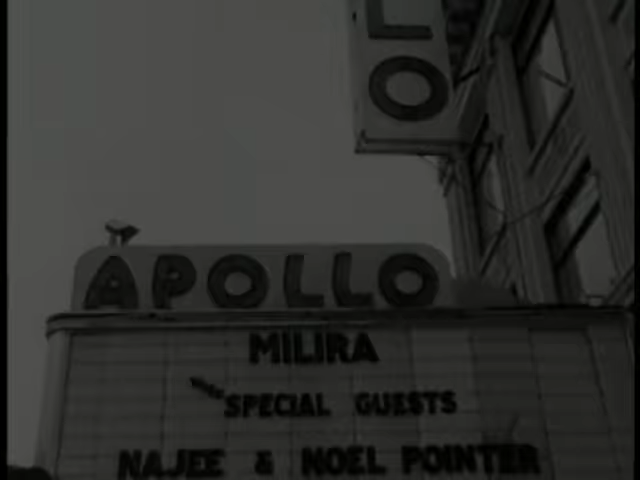 LO
APOLLO
MILIRA
SPECIAL GUESTS
NAJEE & NOEL POINTER